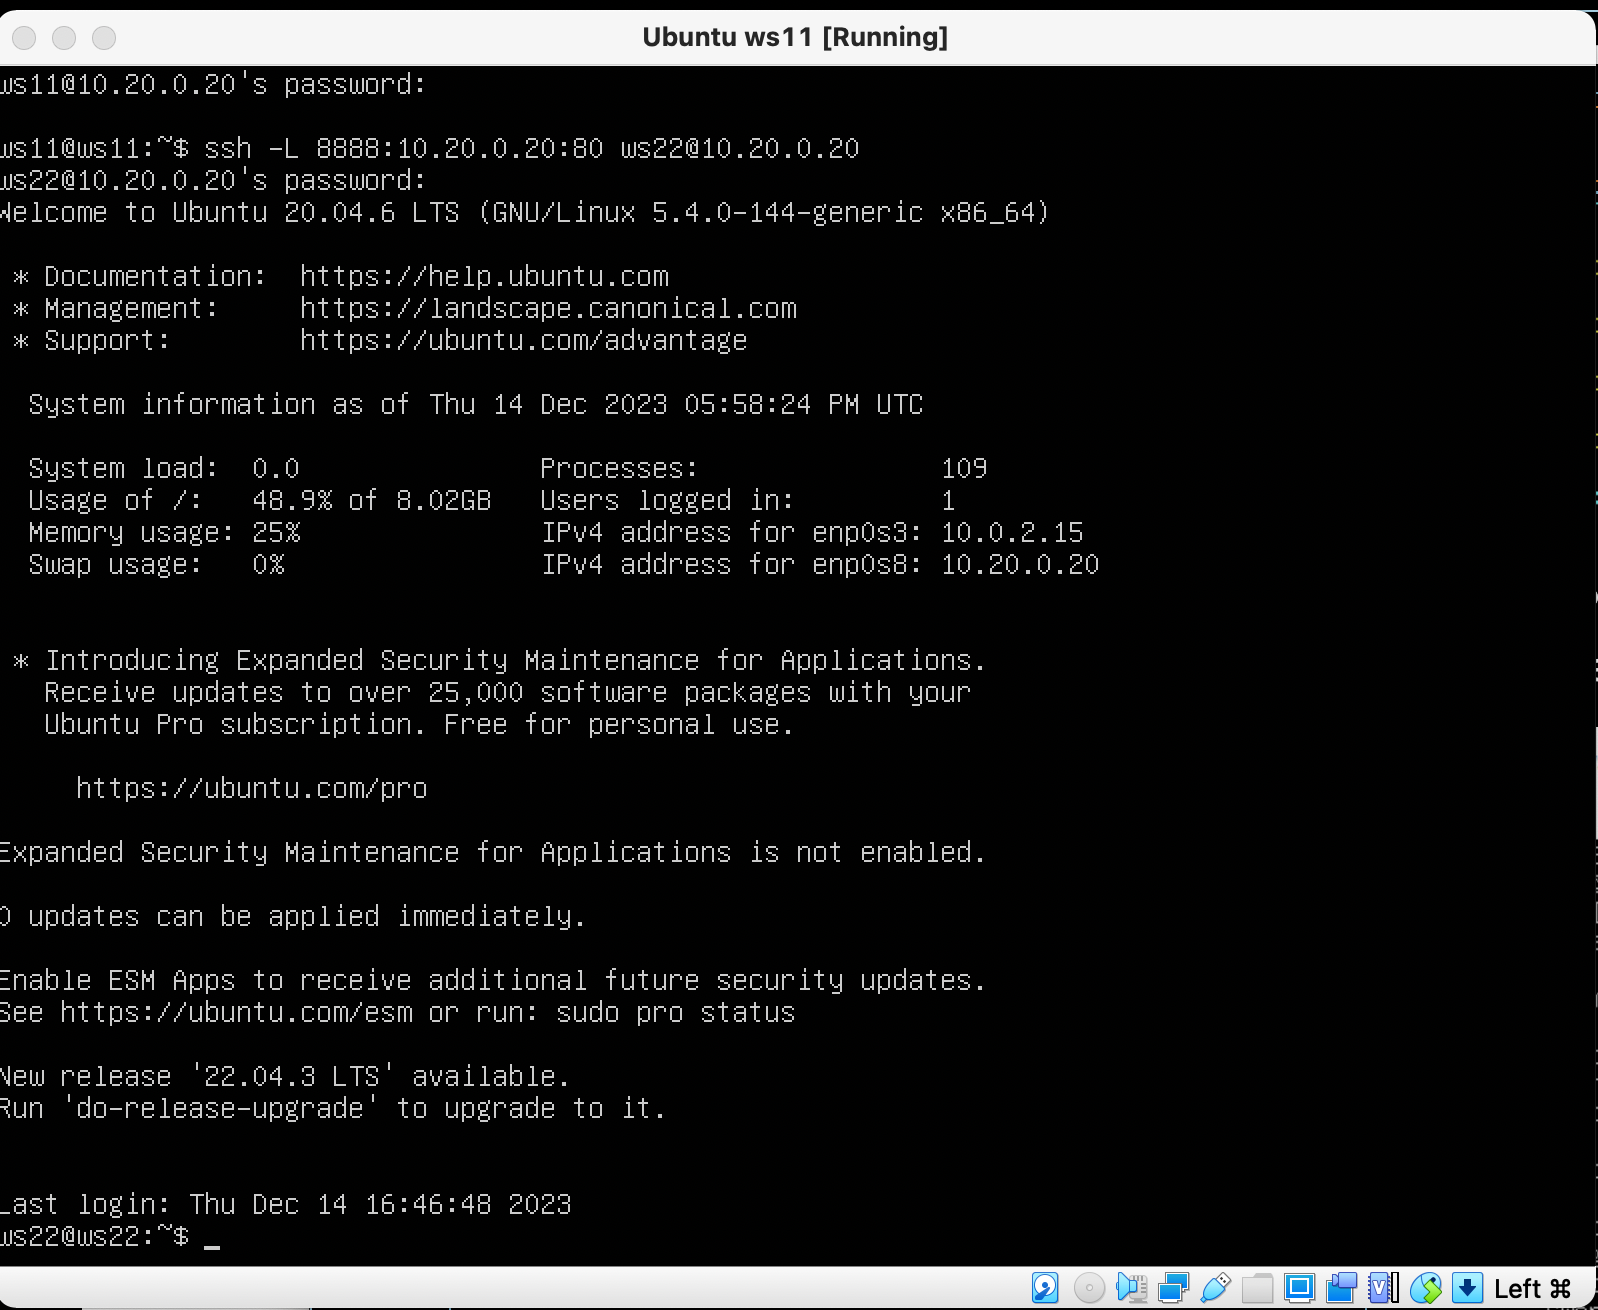 Ubuntu ws11 [Running]
ws11@10.20.0.20's password:
ws11@ws11:~$ ssh -L 8888:10.20.0.20:80 ws22@10.20.0.20
ws22@10.20.0.20's password:
Welcome to Ubuntu 20.04.6 LTS (GNU/Linux 5.4.0-144-generic x86_64)
* Documentation:  https://help.ubuntu.com
* Management:     https://landscape.canonical.com
* Support:        https://ubuntu.com/advantage
System information as of Thu 14 Dec 2023 05:58:24 PM UTC
System load:  0.0               Processes:               109
Usage of /:   48.9% of 8.02GB   Users logged in:         1
Memory usage: 25%               IPv4 address for enp0s3: 10.0.2.15
Swap usage:   0%                IPv4 address for enp0s8: 10.20.0.20
* Introducing Expanded Security Maintenance for Applications.
Receive updates to over 25,000 software packages with your
Ubuntu Pro subscription. Free for personal use.
https://ubuntu.com/pro
Expanded Security Maintenance for Applications is not enabled.
0 updates can be applied immediately.
Enable ESM Apps to receive additional future security updates.
See https://ubuntu.com/esm or run: sudo pro status
New release '22.04.3 LTS' available.
Run 'do-release-upgrade' to upgrade to it.
Last login: Thu Dec 14 16:46:48 2023
ws22@ws22:~$ _
Left ⌘